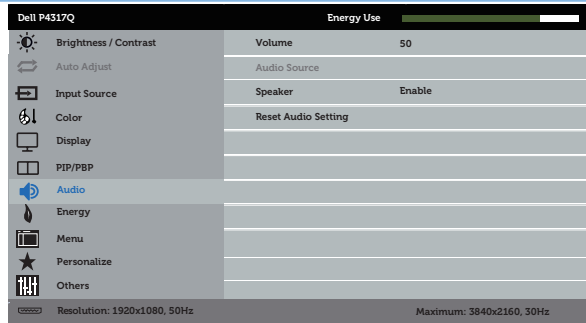 Dell P4317Q Energy Use
Brightness / Contrast Volume 50
Auto Adjust Audio Source
Input Source Speaker Enable
Color Reset Audio Setting
Display
PIP/PBP
Audio
Energy
Menu
Personalize
Others
Resolution: 1920x1080, 50Hz Maximum: 3840x2160, 30Hz